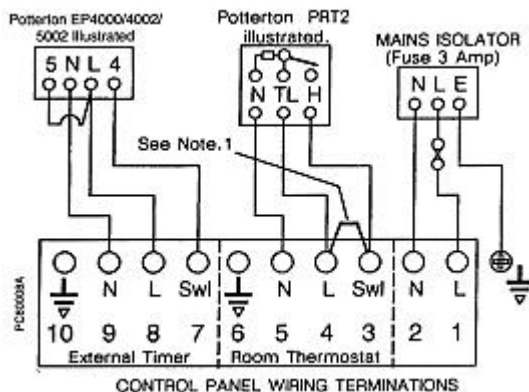 Potterton EP4000/4002/
5002 Illustrated
5 N L 4
Potterton PRT2
illustrated.
N TL H
MAINS ISOLATOR
(Fuse 3 Amp)
N L E
See Note.1
N L Swl N L Swl N L
10 9 8 7 6 5 4 3 2 1
External Timer Room Thermostat
PC80008A
CONTROL PANEL WIRING TERMINATIONS